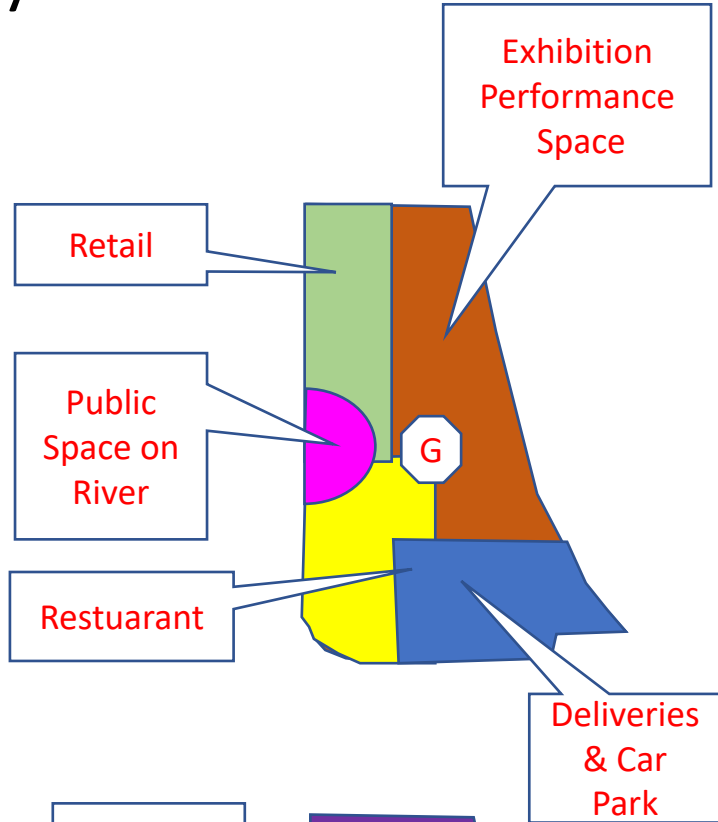 Exhibition
Performance
Space
Retail
Public
Space on
River
G
Restuarant
Deliveries
& Car
Park